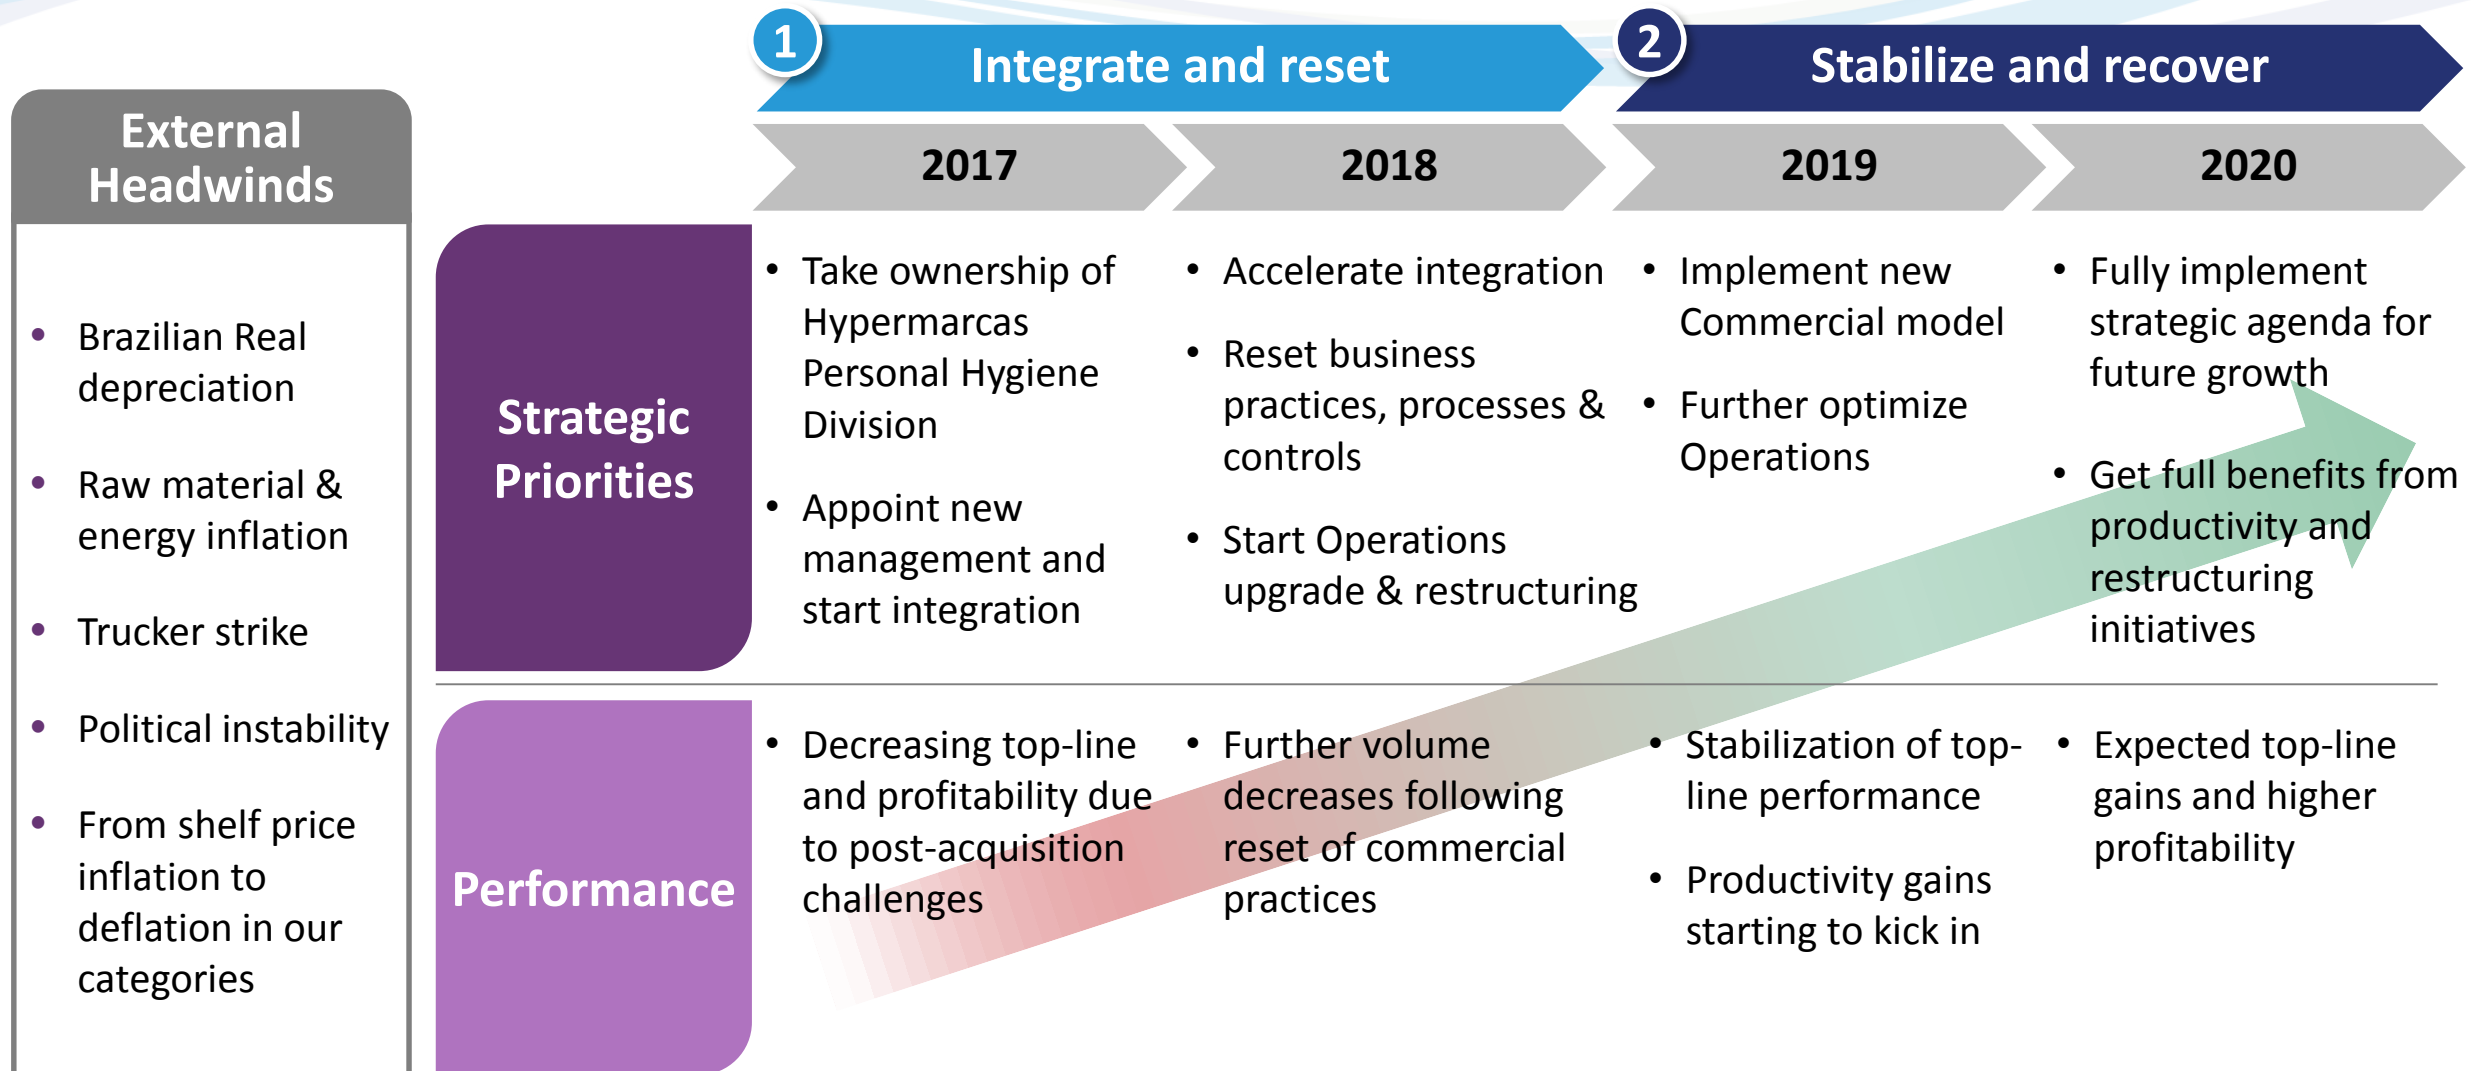 1
Integrate and reset
2
Stabilize and recover
2017
2018
2019
2020
External
Headwinds
• Brazilian Real
depreciation
• Raw material &
energy inflation
• Trucker strike
• Political instability
• From shelf price
inflation to
deflation in our
categories
Strategic
Priorities
• Take ownership of
Hypermarcas
Personal Hygiene
Division
• Appoint new
management and
start integration
• Accelerate integration
• Reset business
practices, processes &
controls
• Start Operations
upgrade & restructuring
• Implement new
Commercial model
• Further optimize
Operations
• Fully implement
strategic agenda for
future growth
• Get full benefits from
productivity and
restructuring
initiatives
Performance
• Decreasing top-line
and profitability due
to post-acquisition
challenges
• Further volume
decreases following
reset of commercial
practices
• Stabilization of top-
line performance
• Productivity gains
starting to kick in
• Expected top-line
gains and higher
profitability